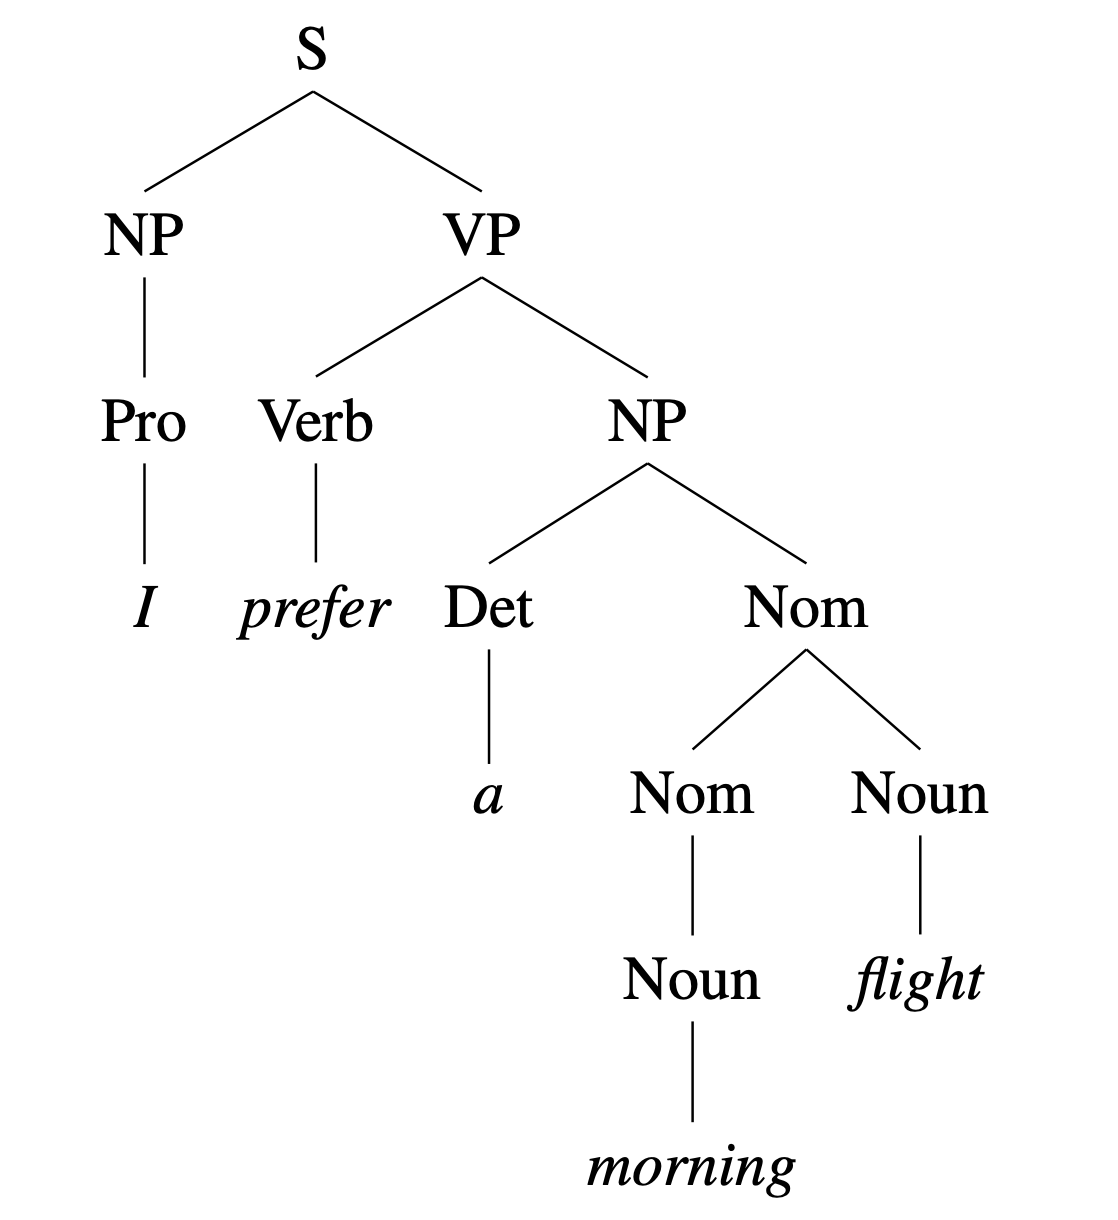 S
NP VP
Pro Verb NP
I prefer Det Nom
a Nom Noun
Noun flight
morning